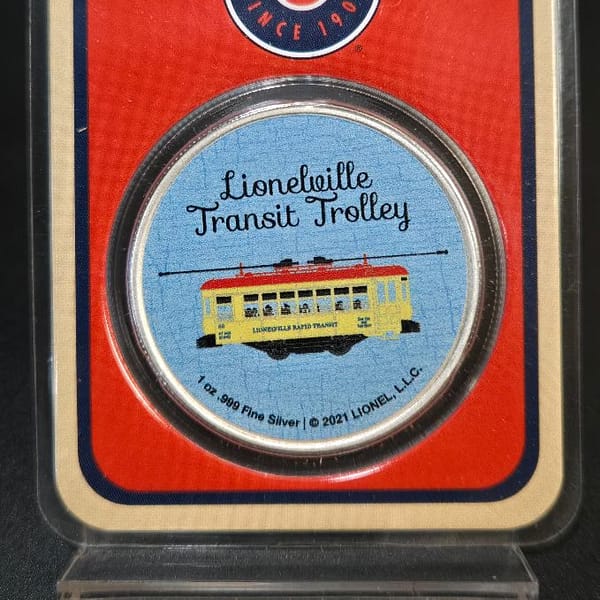 SINCE 190
®
Lionelville
Transit Trolley
LIONELVILLE RAPID TRANSIT
1 oz .999 Fine Silver | © 2021 LIONEL, L.L.C.